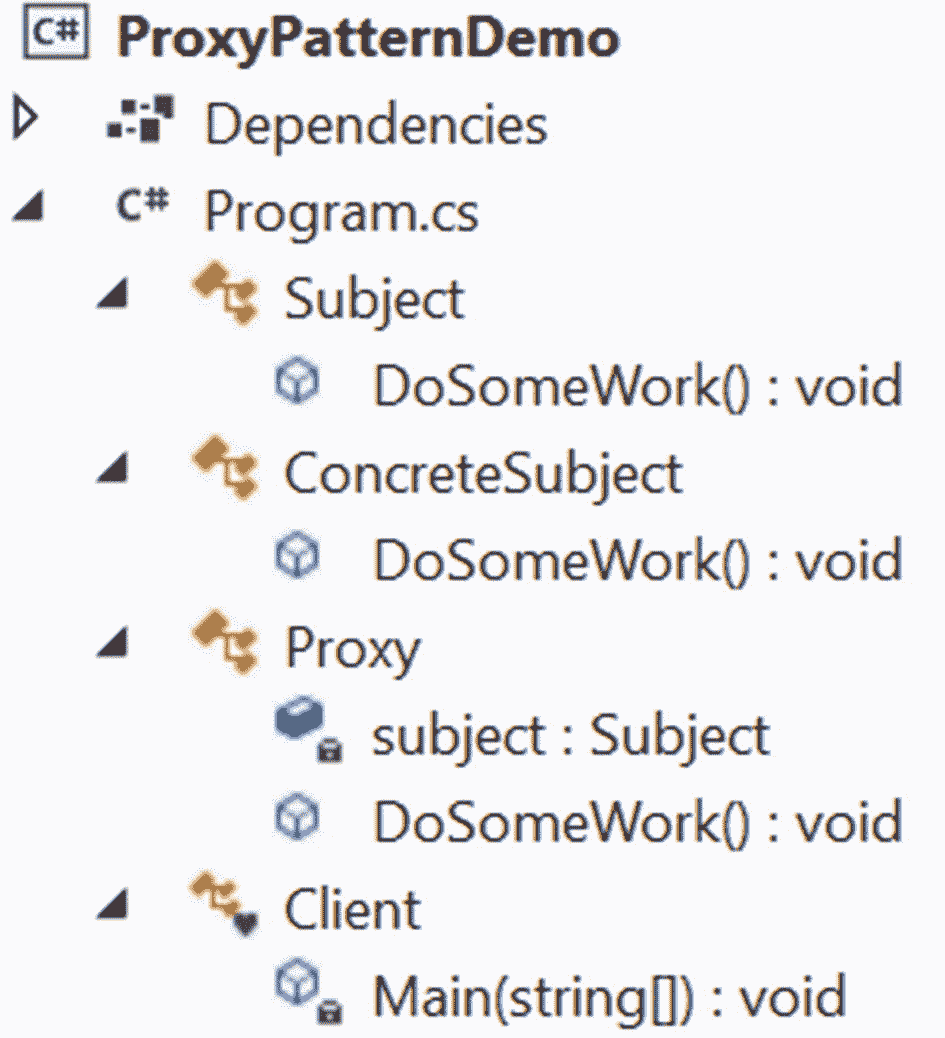 C# ProxyPatternDemo
Dependencies
C# Program.cs
Subject
DoSomeWork() : void
ConcreteSubject
DoSomeWork() : void
Proxy
subject : Subject
DoSomeWork() : void
Client
Main(string[]) : void